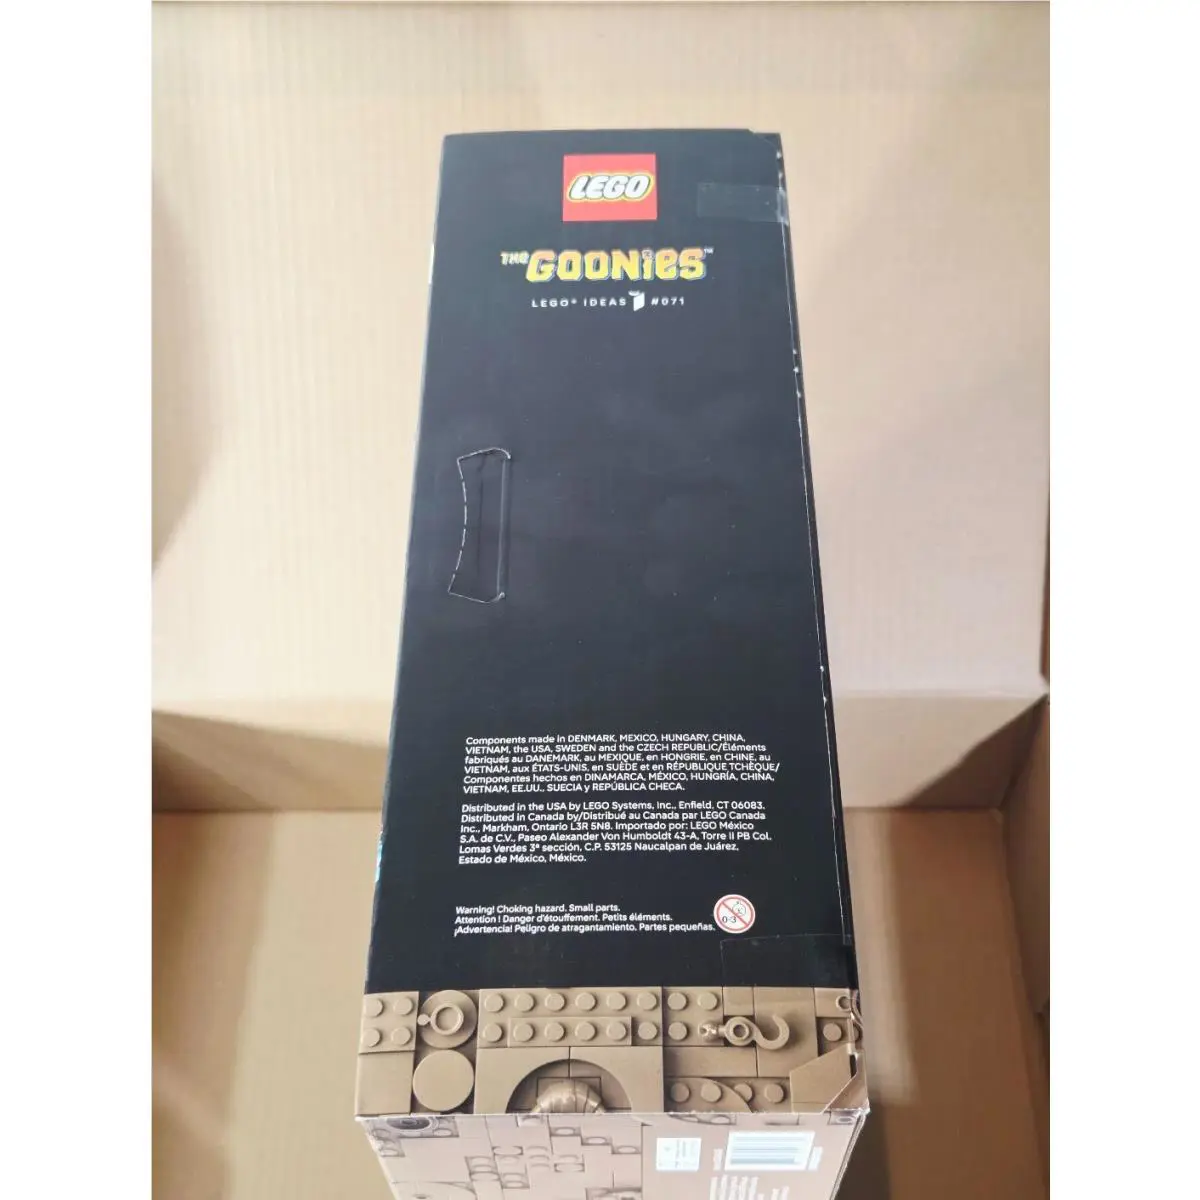 LEGO
THE GOONIES™
LEGO® IDEAS #071
Components made in DENMARK, MEXICO, HUNGARY, CHINA,
VIETNAM, the USA, SWEDEN and the CZECH REPUBLIC/Éléments
fabriqués au DANEMARK, au MEXIQUE, en HONGRIE, en CHINE, au
VIETNAM, aux ÉTATS-UNIS, en SUÈDE et en RÉPUBLIQUE TCHÈQUE/
Componentes hechos en DINAMARCA, MÉXICO, HUNGRÍA, CHINA,
VIETNAM, EE.UU., SUECIA y REPÚBLICA CHECA.
Distributed in the USA by LEGO Systems, Inc., Enfield, CT 06083.
Distributed in Canada by/Distribué au Canada par LEGO Canada
Inc., Markham, Ontario L3R 5N8. Importado por: LEGO México
S.A. de C.V., Paseo Alexander Von Humboldt 43-A, Torre II PB Col.
Lomas Verdes 3ª sección, C.P. 53125 Naucalpan de Juárez,
Estado de México, México.
Warning! Choking hazard. Small parts.
Attention ! Danger d'étouffement. Petits éléments.
¡Advertencia! Peligro de atragantamiento. Partes pequeñas.
0-3